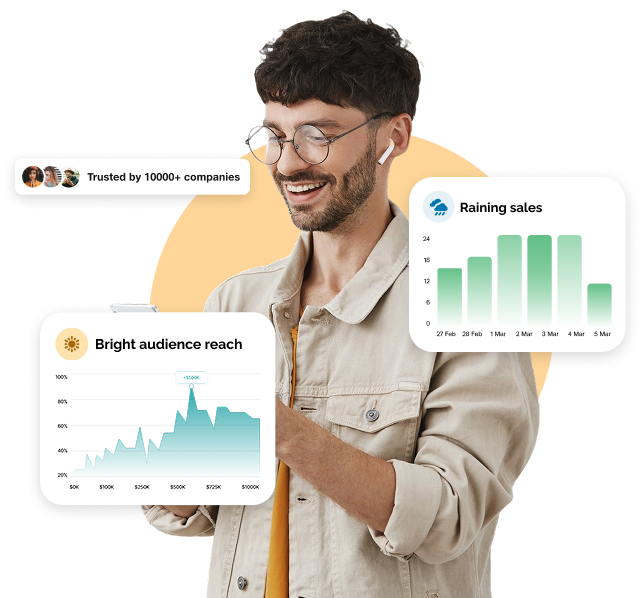 Trusted by 10000+ companies
Raining sales
24
18
12
6
0
27 Feb 28 Feb 1 Mar 2 Mar 3 Mar 4 Mar 5 Mar
Bright audience reach
100%
80%
60%
40%
20%
$0K $100K $250K $500K $725K $1000K